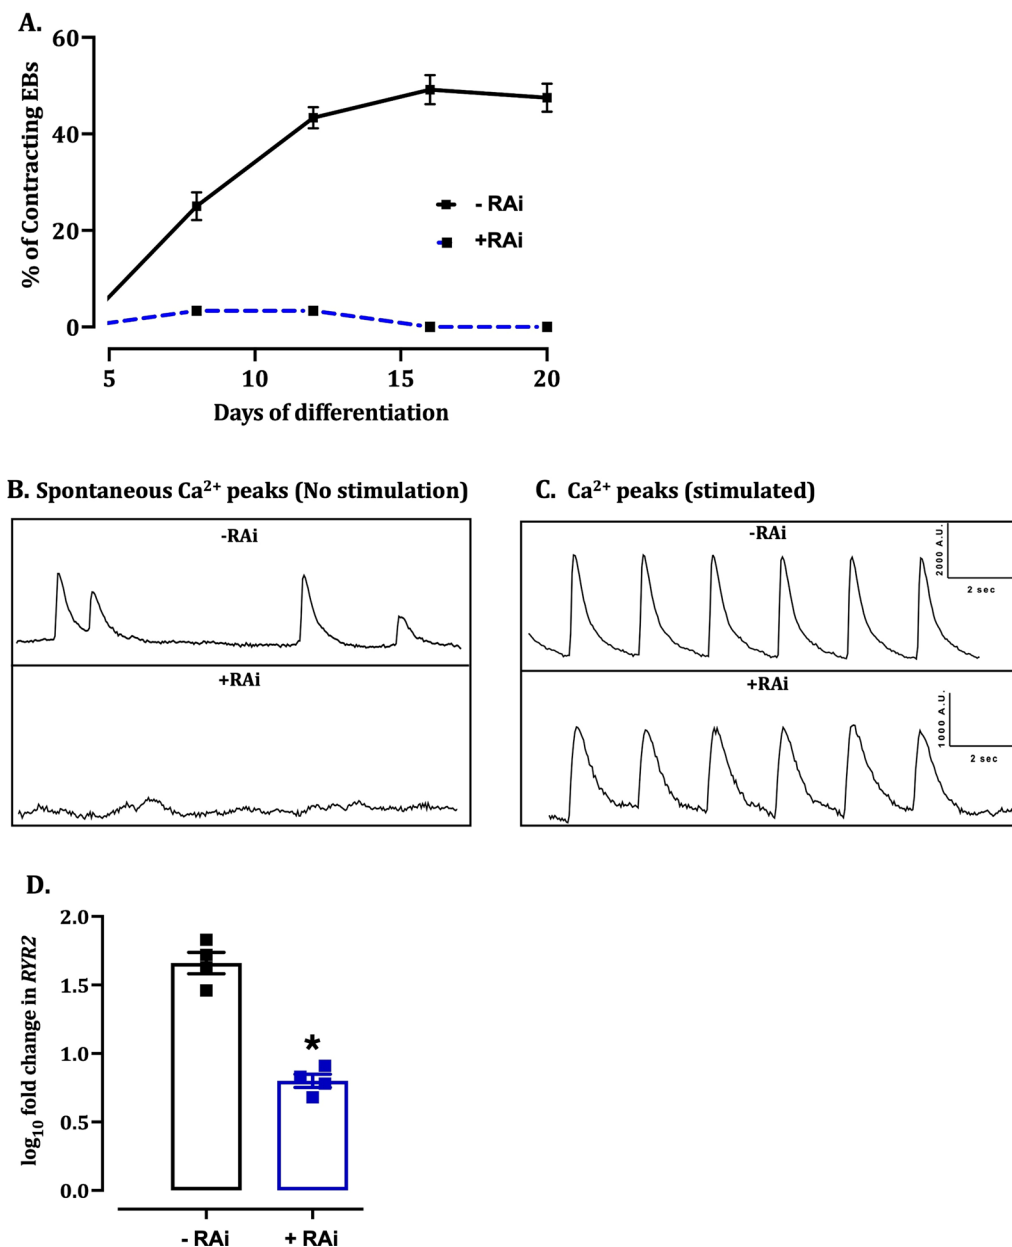 A.
60
40
20
0
% of Contracting EBs
- RAi
+RAi
5 10 15 20
Days of differentiation
B. Spontaneous Ca²⁺ peaks (No stimulation)
-RAi
+RAi
C. Ca²⁺ peaks (stimulated)
-RAi
2000 A.U.
2 sec
+RAi
1000 A.U.
2 sec
D.
2.0
1.5
1.0
0.5
0.0
log₁₀ fold change in RYR2
*
- RAi + RAi